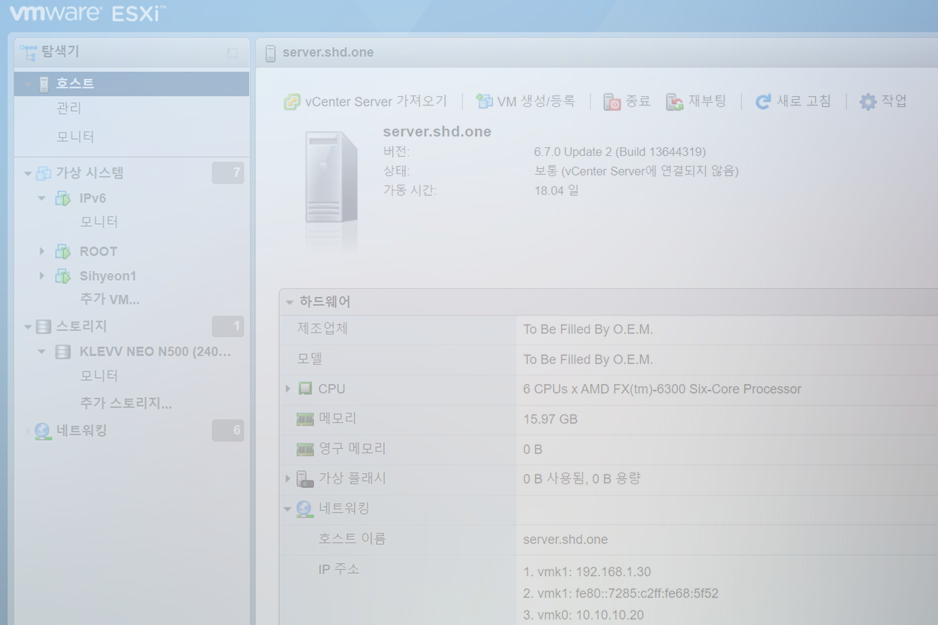 vmware ESXi™
탐색기
호스트
관리
모니터
가상 시스템 7
IPv6
모니터
ROOT
Sihyeon1
추가 VM...
스토리지 1
KLEVV NEO N500 (240...
모니터
추가 스토리지...
네트워킹 6
server.shd.one
vCenter Server 가져오기 VM 생성/등록 종료 재부팅 새로 고침 작업
server.shd.one
버전: 6.7.0 Update 2 (Build 13644319)
상태: 보통 (vCenter Server에 연결되지 않음)
가동 시간: 18.04 일
하드웨어
제조업체 To Be Filled By O.E.M.
모델 To Be Filled By O.E.M.
CPU 6 CPUs x AMD FX(tm)-6300 Six-Core Processor
메모리 15.97 GB
영구 메모리 0 B
가상 플래시 0 B 사용됨, 0 B 용량
네트워킹
호스트 이름 server.shd.one
IP 주소 1. vmk1: 192.168.1.30
2. vmk1: fe80::7285:c2ff:fe68:5f52
3. vmk0: 10.10.10.20